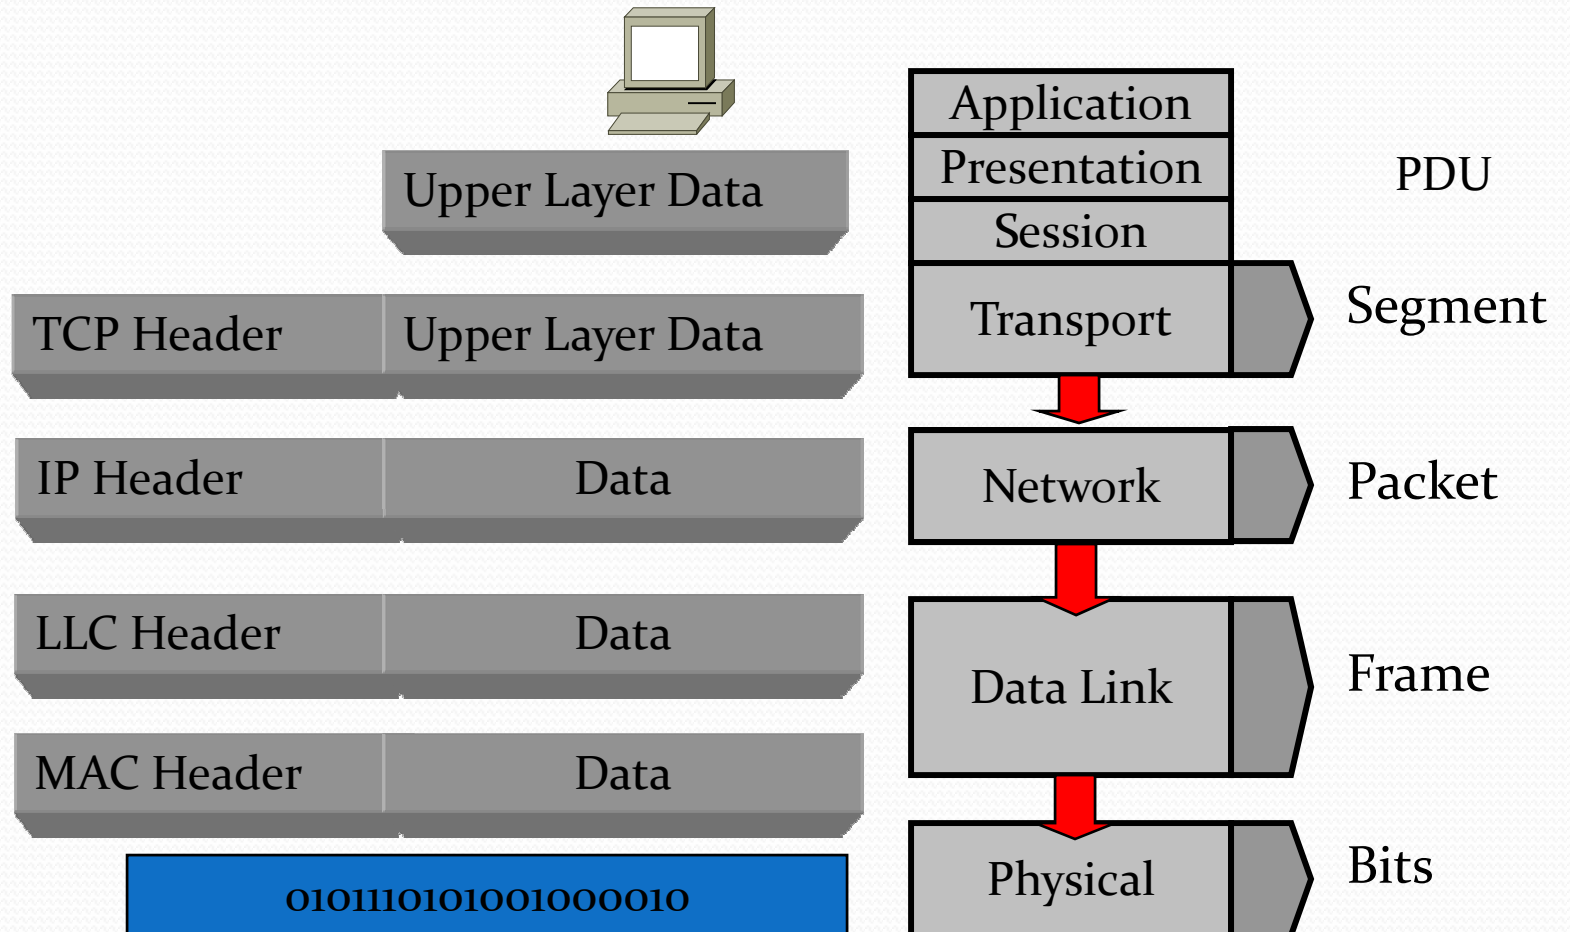 Application
Presentation
PDU
Upper Layer Data
Session
TCP Header
Upper Layer Data
Transport
Segment
IP Header
Data
Network
Packet
LLC Header
Data
Data Link
Frame
MAC Header
Data
Physical
Bits
0101110101001000010